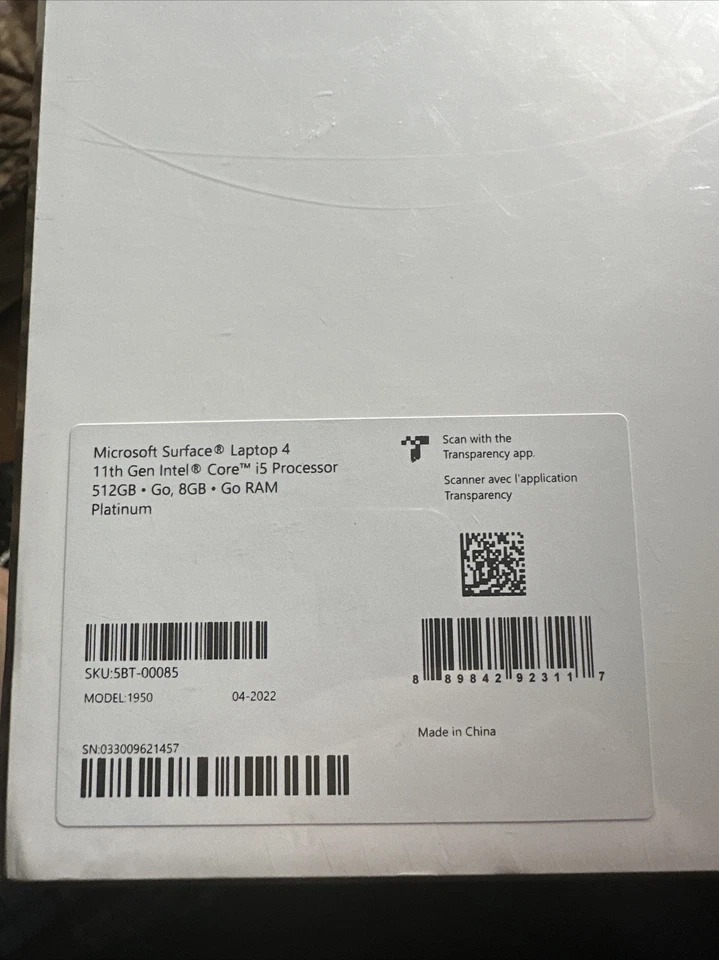 Microsoft Surface® Laptop 4
11th Gen Intel® Core™ i5 Processor
512GB • Go, 8GB • Go RAM
Platinum
Scan with the
Transparency app.
Scanner avec l'application
Transparency
SKU:5BT-00085
MODEL:1950 04-2022
SN:033009621457
8 89842 92311 7
Made in China